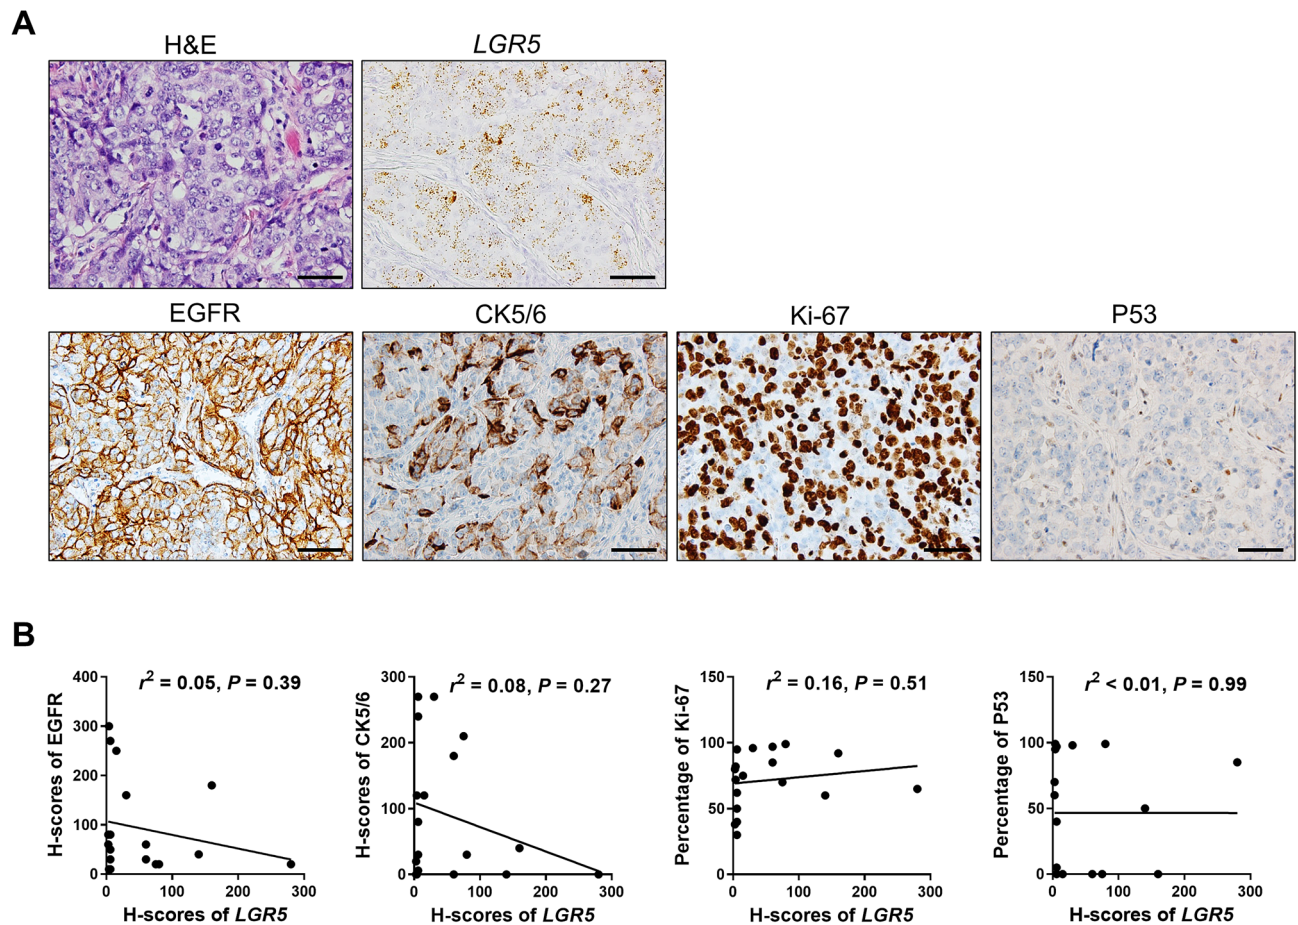 A
H&E
LGR5
EGFR
CK5/6
Ki-67
P53
B
H-scores of EGFR
400
300
200
100
0
r² = 0.05, P = 0.39
0 100 200 300
H-scores of LGR5
H-scores of CK5/6
300
200
100
0
r² = 0.08, P = 0.27
0 100 200 300
H-scores of LGR5
Percentage of Ki-67
150
100
50
0
r² = 0.16, P = 0.51
0 100 200 300
H-scores of LGR5
Percentage of P53
150
100
50
0
r² < 0.01, P = 0.99
0 100 200 300
H-scores of LGR5